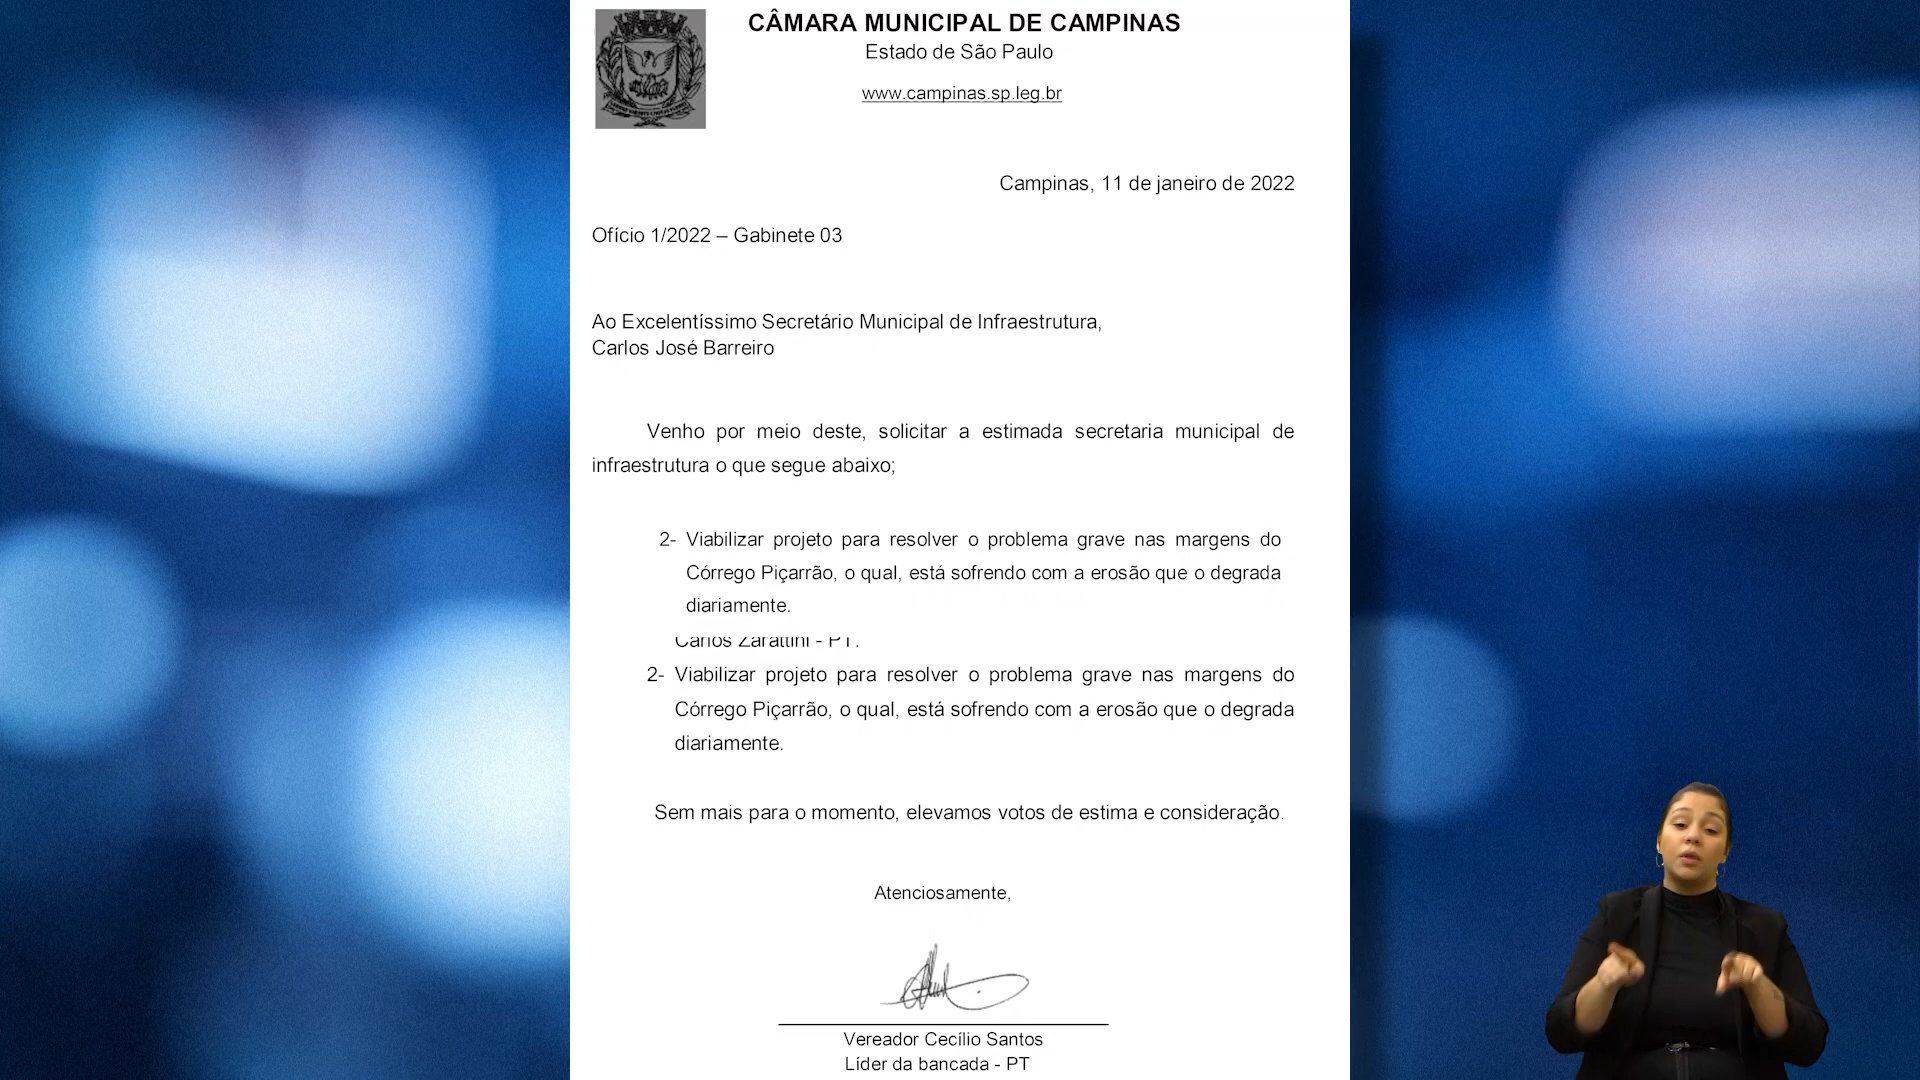 CÂMARA MUNICIPAL DE CAMPINAS
Estado de São Paulo
www.campinas.sp.leg.br
Campinas, 11 de janeiro de 2022
Ofício 1/2022 – Gabinete 03
Ao Excelentíssimo Secretário Municipal de Infraestrutura,
Carlos José Barreiro
Venho por meio deste, solicitar a estimada secretaria municipal de
infraestrutura o que segue abaixo;
2- Viabilizar projeto para resolver o problema grave nas margens do
Córrego Piçarrão, o qual, está sofrendo com a erosão que o degrada
diariamente.
Carlos Zarattini - PT.
2- Viabilizar projeto para resolver o problema grave nas margens do
Córrego Piçarrão, o qual, está sofrendo com a erosão que o degrada
diariamente.
Sem mais para o momento, elevamos votos de estima e consideração.
Atenciosamente,
Vereador Cecílio Santos
Líder da bancada - PT